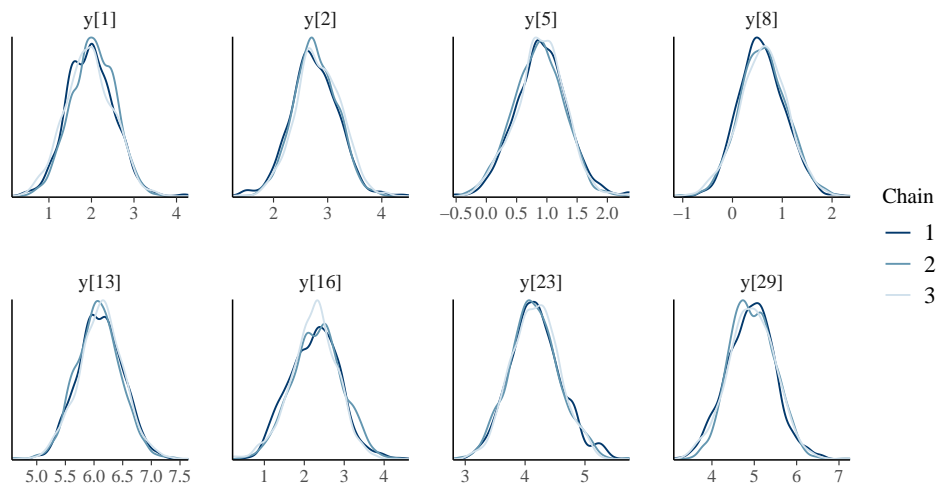 y[1] y[2] y[5] y[8]
1 2 3 4 2 3 4 −0.5 0.0 0.5 1.0 1.5 2.0 −1 0 1 2
Chain
1
2
3
y[13] y[16] y[23] y[29]
5.0 5.5 6.0 6.5 7.0 7.5 1 2 3 4 3 4 5 4 5 6 7